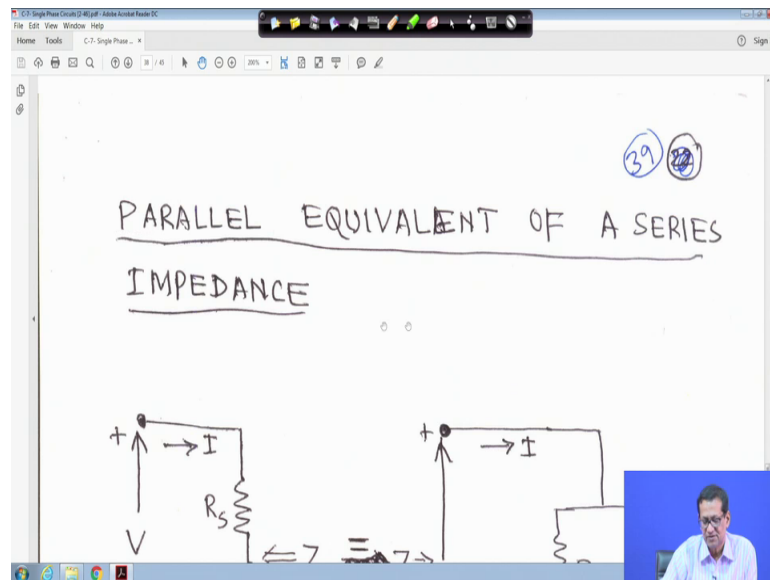 C-7- Single Phase Circuits [2-46].pdf - Adobe Acrobat Reader DC
File Edit View Window Help
Home Tools C-7- Single Phase ... × Sign
38 / 45 200%
39
PARALLEL EQUIVALENT OF A SERIES
IMPEDANCE
+ → I + → I
RS
V
⇐ Z ≡ Z →